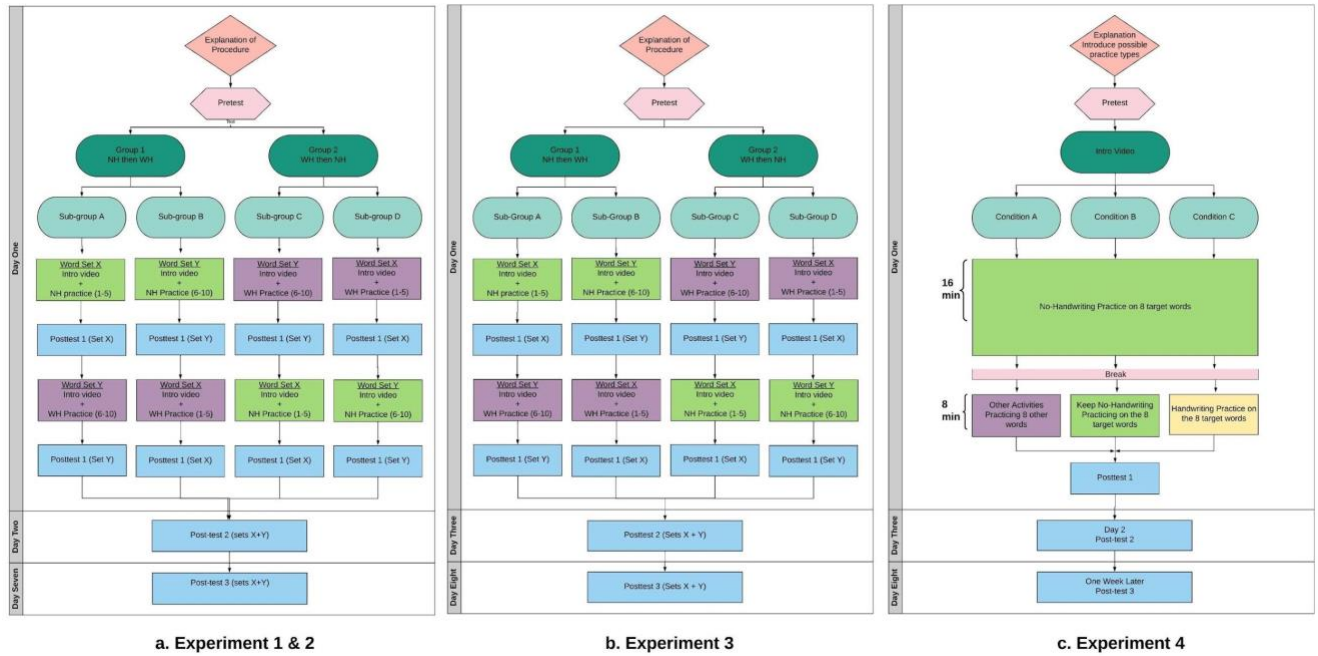 Explanation of
Procedure
Pretest
Test
Group 1
NH then WH
Group 2
WH then NH
Sub-group A
Sub-group B
Sub-group C
Sub-group D
Word Set X
Intro video
+
NH practice (1-5)
Word Set Y
Intro video
+
NH Practice (6-10)
Word Set Y
Intro video
+
WH Practice (6-10)
Word Set X
Intro video
+
WH Practice (1-5)
Posttest 1 (Set X)
Posttest 1 (Set Y)
Posttest 1 (Set Y)
Posttest 1 (Set X)
Word Set Y
Intro video
+
WH Practice (6-10)
Word Set X
Intro video
+
WH Practice (1-5)
Word Set X
Intro video
+
NH Practice (1-5)
Word Set Y
Intro video
+
NH Practice (6-10)
Posttest 1 (Set Y)
Posttest 1 (Set X)
Posttest 1 (Set X)
Posttest 1 (Set Y)
Post-test 2 (sets X+Y)
Post-test 3 (sets X+Y)
Day One
Day Two
Day Seven
a. Experiment 1 & 2
Explanation of
Procedure
Pretest
Group 1
NH then WH
Group 2
WH then NH
Sub-Group A
Sub-Group B
Sub-Group C
Sub-Group D
Word Set X
Intro video
+
NH practice (1-5)
Word Set Y
Intro video
+
NH Practice (6-10)
Word Set Y
Intro video
+
WH Practice (6-10)
Word Set X
Intro video
+
WH Practice (1-5)
Posttest 1 (Set X)
Posttest 1 (Set Y)
Posttest 1 (Set Y)
Posttest 1 (Set X)
Word Set Y
Intro video
+
WH Practice (6-10)
Word Set X
Intro video
+
WH Practice (1-5)
Word Set X
Intro video
+
NH Practice (1-5)
Word Set Y
Intro video
+
NH Practice (6-10)
Posttest 1 (Set Y)
Posttest 1 (Set X)
Posttest 1 (Set X)
Posttest 1 (Set Y)
Posttest 2 (Sets X + Y)
Posttest 3 (Sets X + Y)
Day One
Day Three
Day Eight
b. Experiment 3
Explanation
Introduce possible
practice types
Pretest
Intro Video
Condition A
Condition B
Condition C
16
min
No-Handwriting Practice on 8 target words
Break
8
min
Other Activities
Practicing 8 other
words
Keep No-Handwriting
Practicing on the 8
target words
Handwriting Practice on
the 8 target words
Posttest 1
Day 2
Post-test 2
One Week Later
Post-test 3
Day One
Day Three
Day Eight
c. Experiment 4